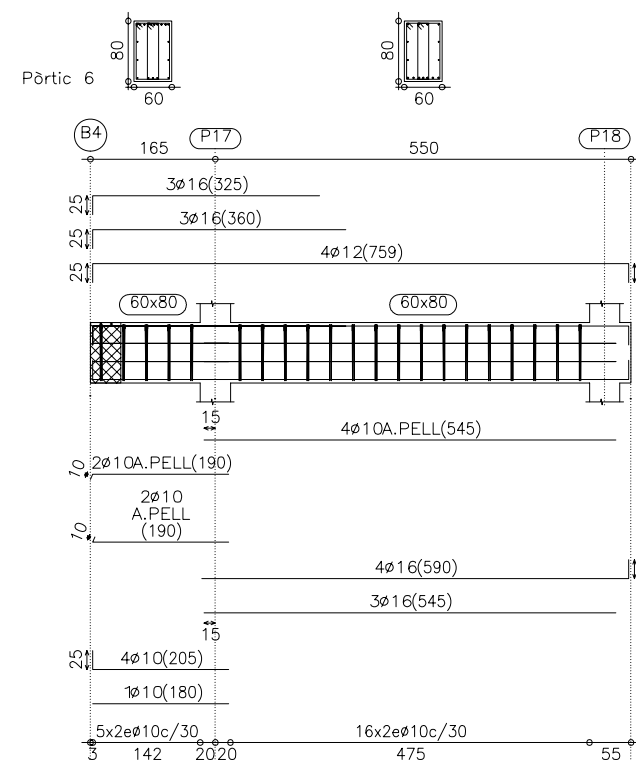 80
80
Pòrtic 6
60
60
B4
P17
P18
165
550
3ø16(325)
25
3ø16(360)
25
4ø12(759)
25
60x80
60x80
15
4ø10A.PELL(545)
2ø10A.PELL(190)
10
2ø10
A.PELL
(190)
10
4ø16(590)
3ø16(545)
15
4ø10(205)
25
1ø10(180)
5x2eø10c/30
16x2eø10c/30
3
142
20
20
475
55